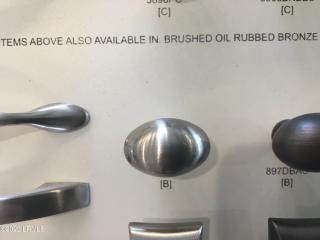 [C]
[C]
TEMS ABOVE ALSO AVAILABLE IN: BRUSHED OIL RUBBED BRONZE
897DBAC
[B]
[B]